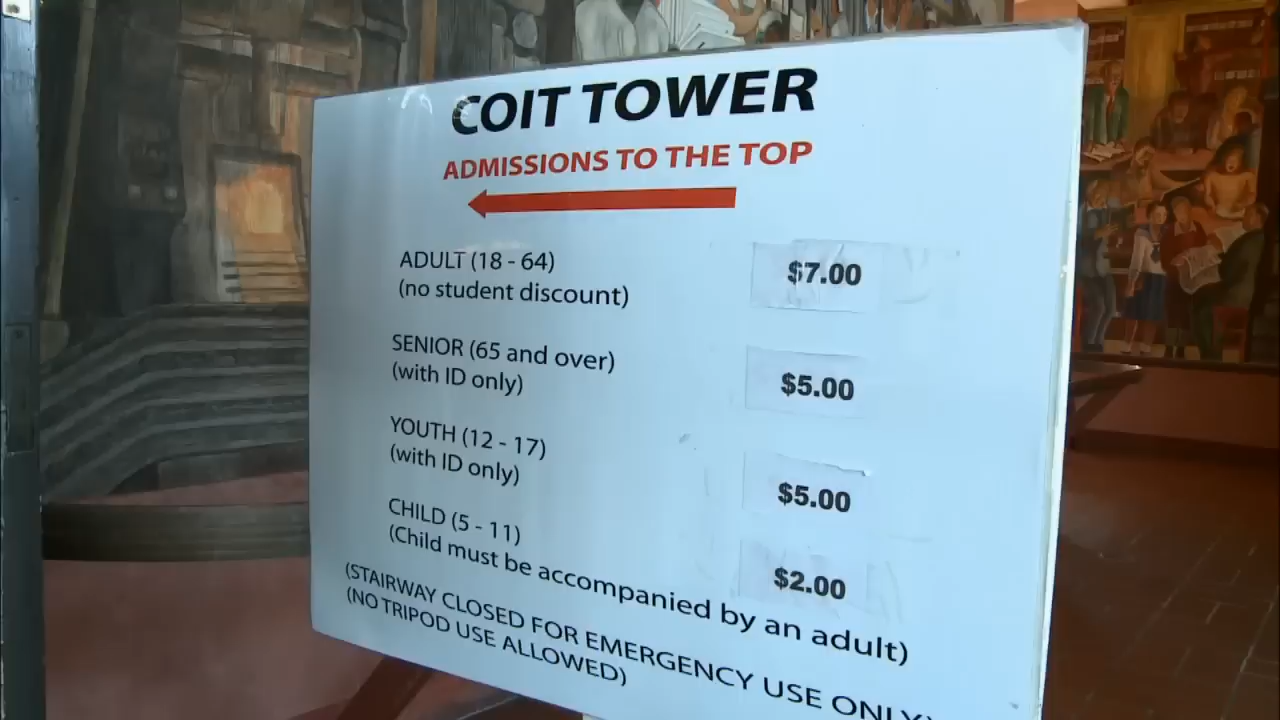 COIT TOWER
ADMISSIONS TO THE TOP
ADULT (18 - 64) $7.00
(no student discount)
SENIOR (65 and over) $5.00
(with ID only)
YOUTH (12 - 17) $5.00
(with ID only)
CHILD (5 - 11) $2.00
(Child must be accompanied by an adult)
(STAIRWAY CLOSED FOR EMERGENCY USE ONLY)
(NO TRIPOD USE ALLOWED)